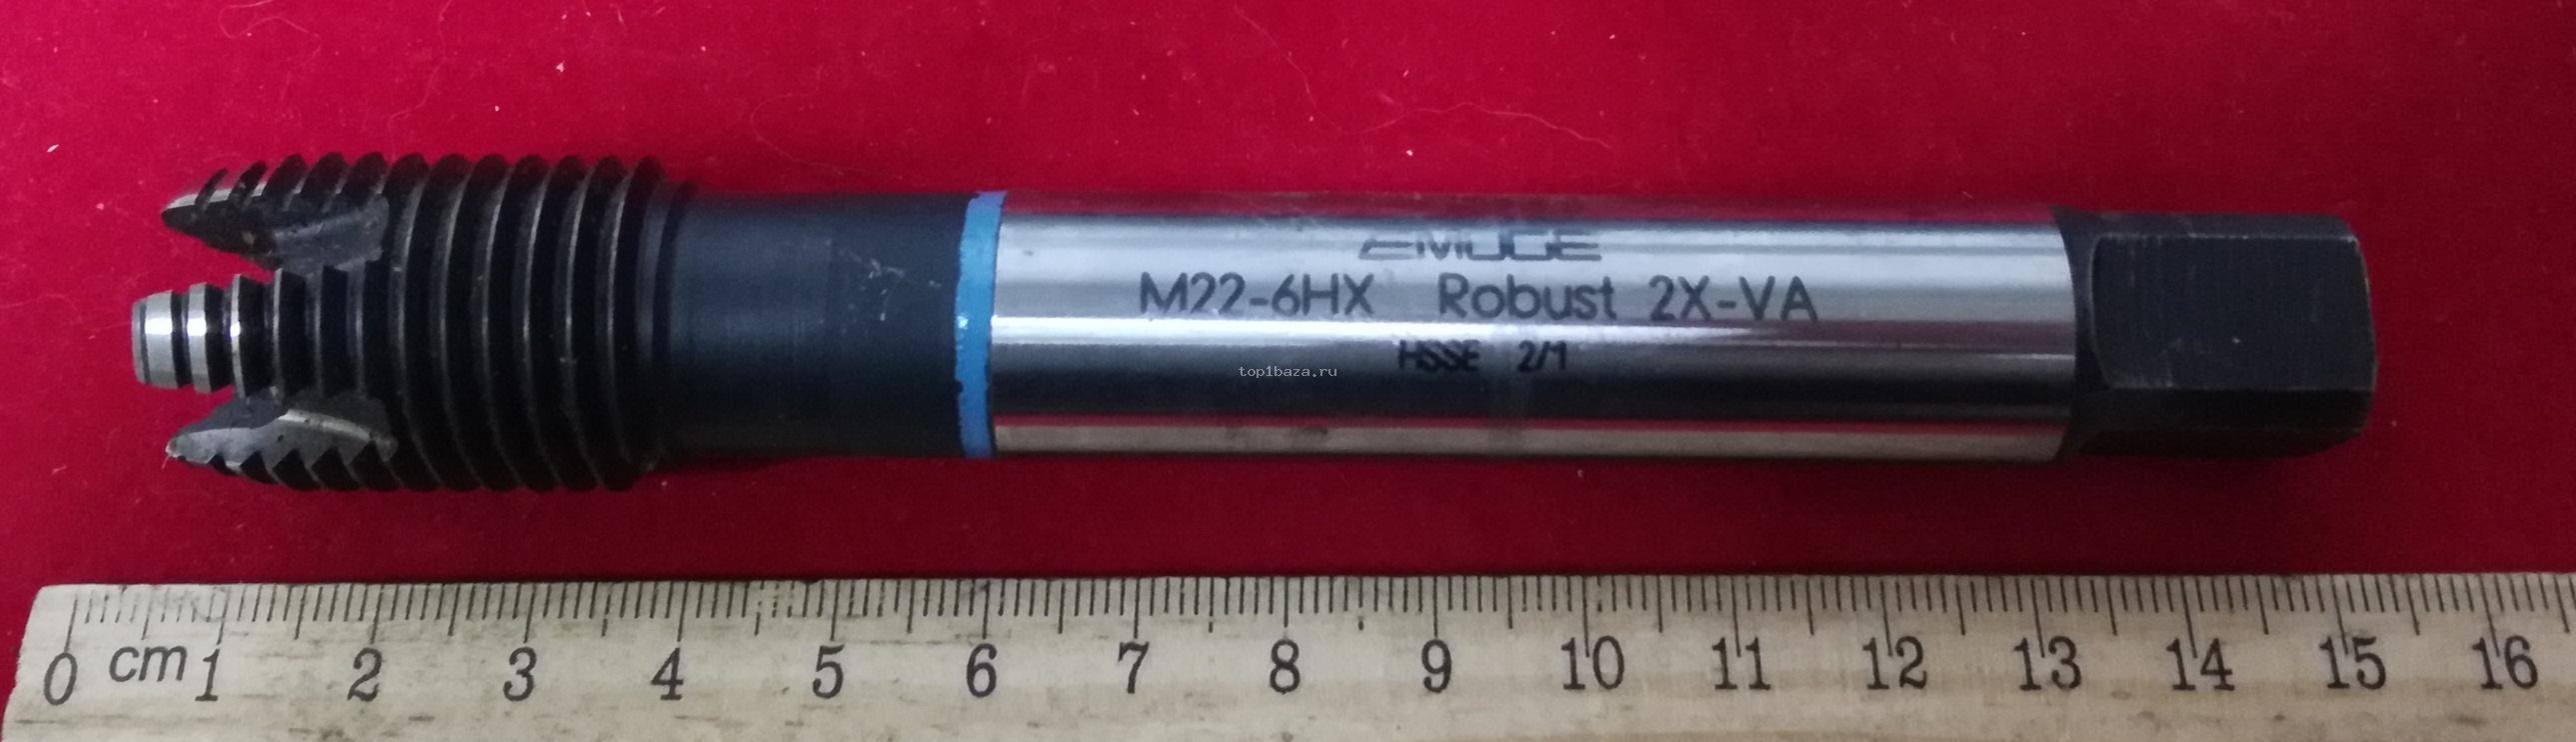 EMUGE
M22-6HX Robust 2X-VA
HSSE 2/1
top1baza.ru
0 cm 1 2 3 4 5 6 7 8 9 10 11 12 13 14 15 16